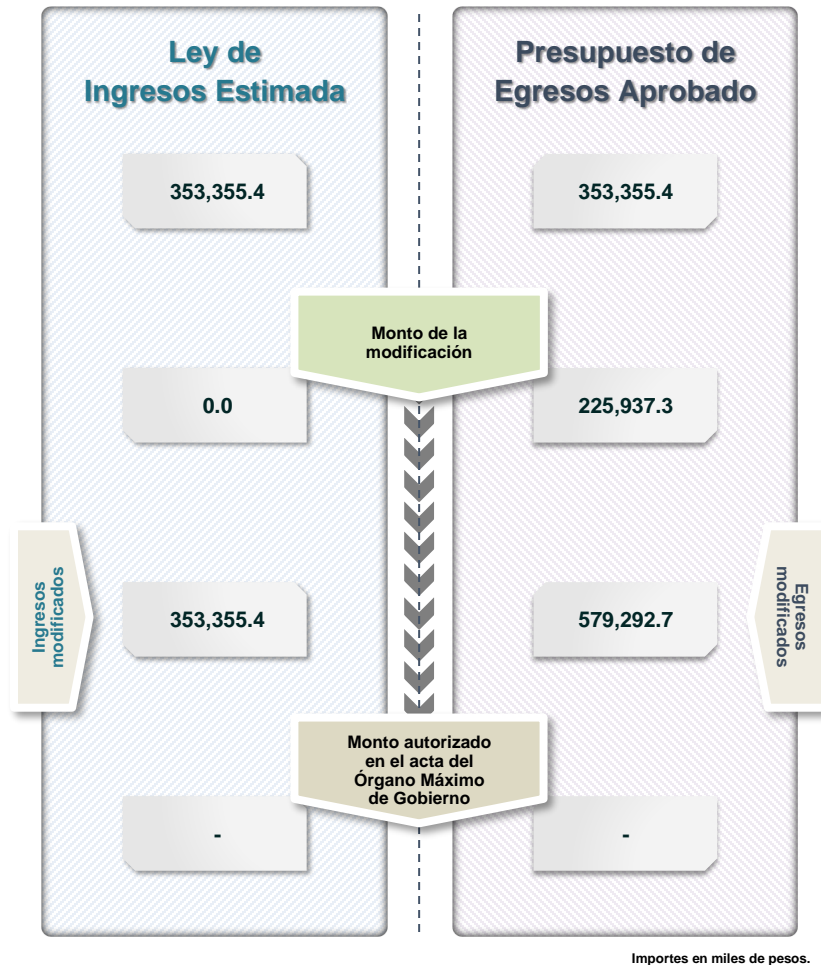 Ley de
Ingresos Estimada
Presupuesto de
Egresos Aprobado
353,355.4
353,355.4
Monto de la
modificación
0.0
225,937.3
Ingresos
modificados
353,355.4
579,292.7
Egresos
modificados
Monto autorizado
en el acta del
Órgano Máximo
de Gobierno
-
-
Importes en miles de pesos.